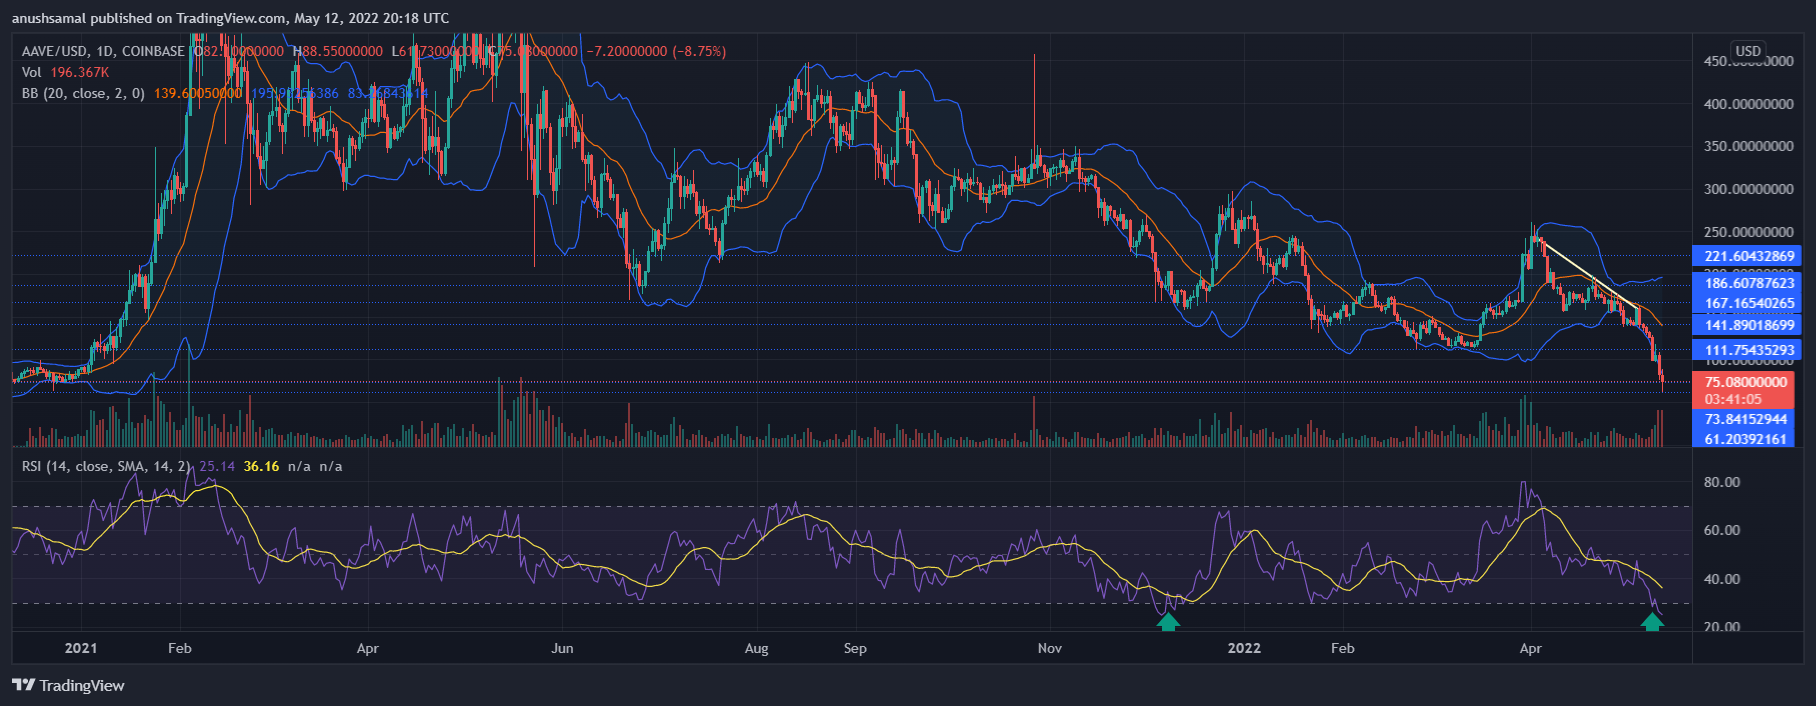 anushsamal published on TradingView.com, May 12, 2022 20:18 UTC
AAVE/USD, 1D, COINBASE H88.55000000 −7.20000000 (−8.75%)
Vol 196.367K
BB (20, close, 2, 0) 139.60050000
USD
400.00000000
350.00000000
300.00000000
250.00000000
221.60432869
186.60787623
167.16540265
141.89018699
111.75435293
75.08000000
03:41:05
73.84152944
61.20392161
RSI (14, close, SMA, 14, 2) 25.14 36.16 n/a n/a
80.00
60.00
40.00
20.00
2021 Feb Apr Jun Aug Sep Nov 2022 Feb Apr
TradingView